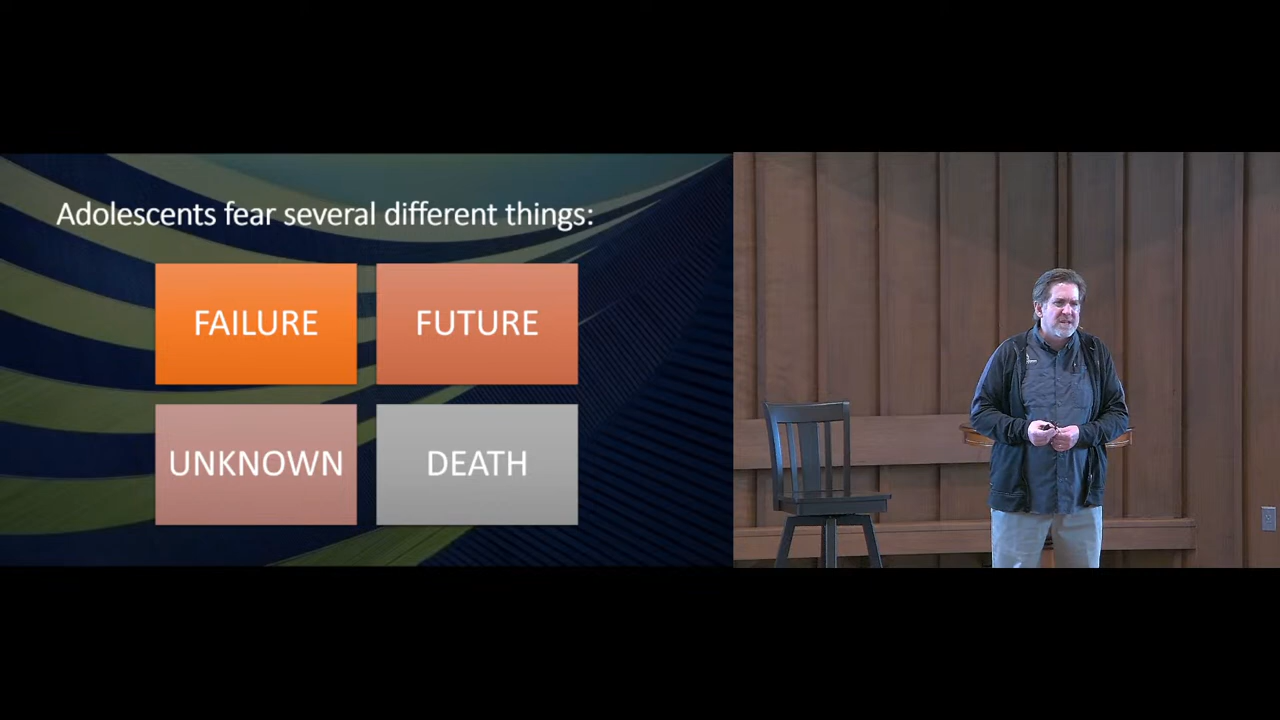 Adolescents fear several different things:
FAILURE
FUTURE
UNKNOWN
DEATH